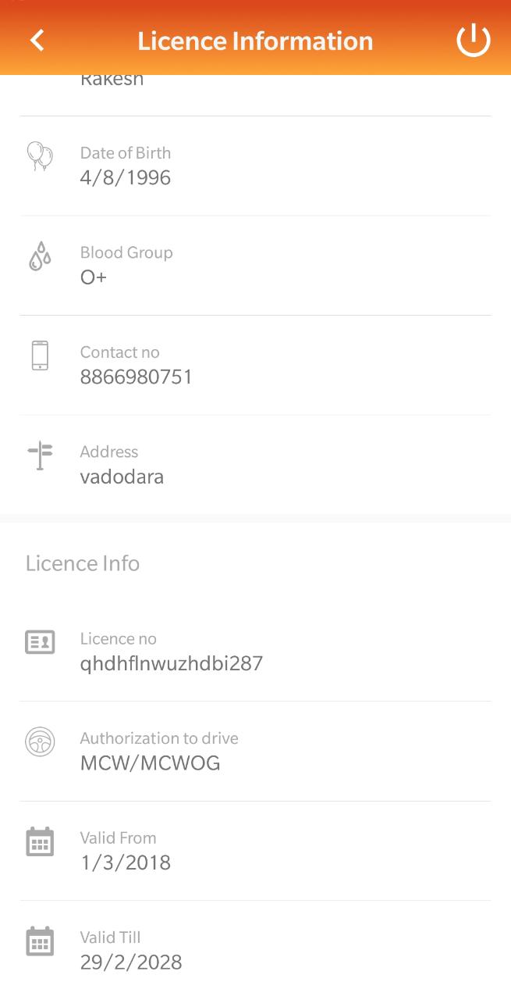 Licence Information
Rakesh
Date of Birth
4/8/1996
Blood Group
O+
Contact no
8866980751
Address
vadodara
Licence Info
Licence no
qhdhflnwuzhdbi287
Authorization to drive
MCW/MCWOG
Valid From
1/3/2018
Valid Till
29/2/2028